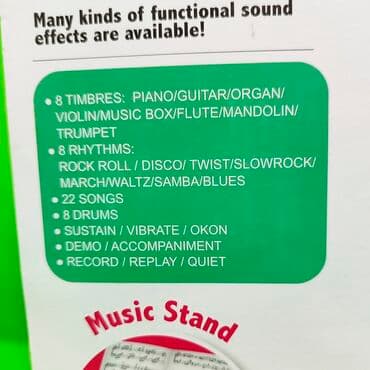 Many kinds of functional sound
effects are available!
• 8 TIMBRES: PIANO/GUITAR/ORGAN/
VIOLIN/MUSIC BOX/FLUTE/MANDOLIN/
TRUMPET
• 8 RHYTHMS:
ROCK ROLL / DISCO/ TWIST/SLOWROCK/
MARCH/WALTZ/SAMBA/BLUES
• 22 SONGS
• 8 DRUMS
• SUSTAIN / VIBRATE / OKON
• DEMO / ACCOMPANIMENT
• RECORD / REPLAY / QUIET
Music Stand